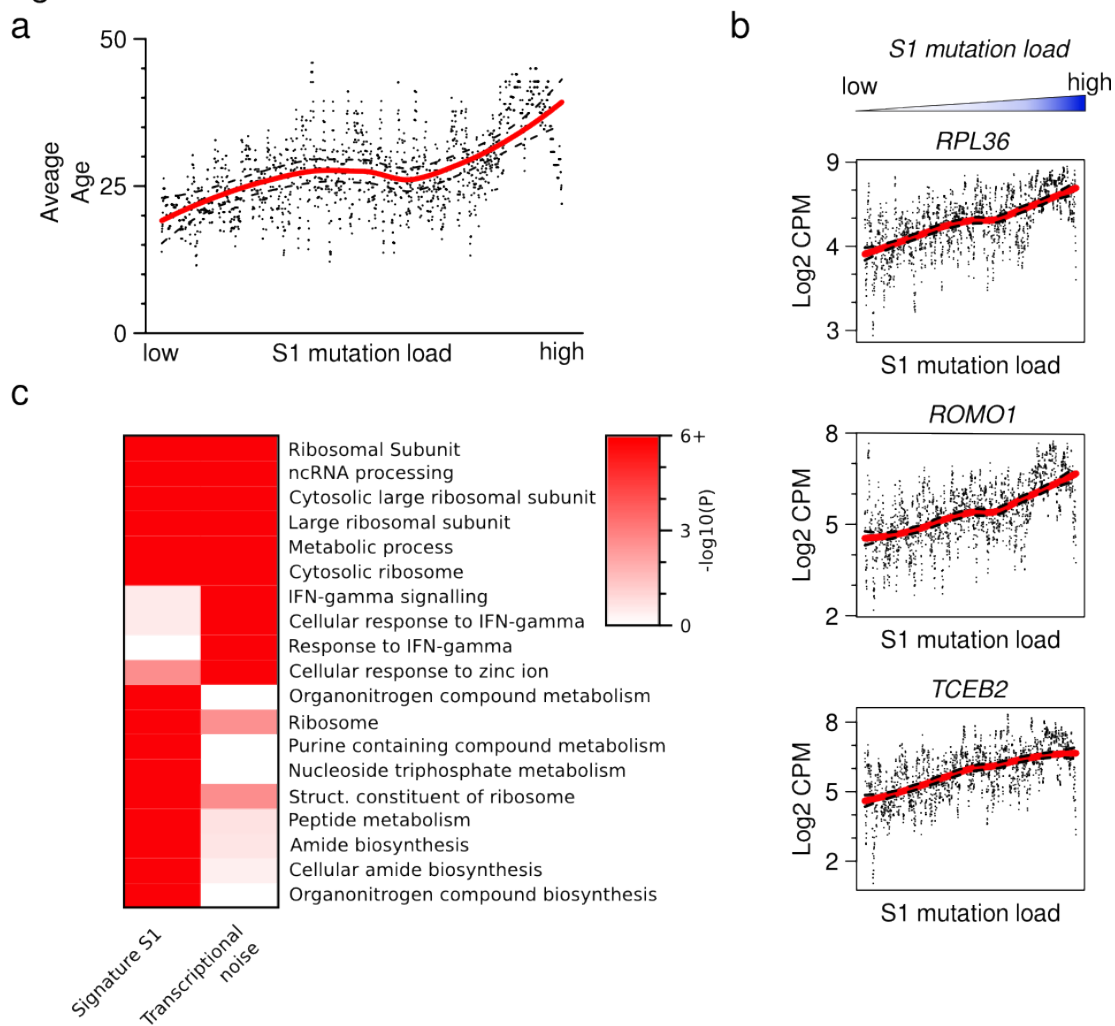 a
50
25
0
Aveage
Age
low
S1 mutation load
high
b
S1 mutation load
low
high
RPL36
9
4
3
Log2 CPM
S1 mutation load
ROMO1
8
5
2
Log2 CPM
S1 mutation load
TCEB2
8
5
2
Log2 CPM
S1 mutation load
c
Ribosomal Subunit
ncRNA processing
Cytosolic large ribosomal subunit
Large ribosomal subunit
Metabolic process
Cytosolic ribosome
IFN-gamma signalling
Cellular response to IFN-gamma
Response to IFN-gamma
Cellular response to zinc ion
Organonitrogen compound metabolism
Ribosome
Purine containing compound metabolism
Nucleoside triphosphate metabolism
Struct. constituent of ribosome
Peptide metabolism
Amide biosynthesis
Cellular amide biosynthesis
Organonitrogen compound biosynthesis
Signature S1
Transcriptional
noise
6+
3
0
-log10(P)